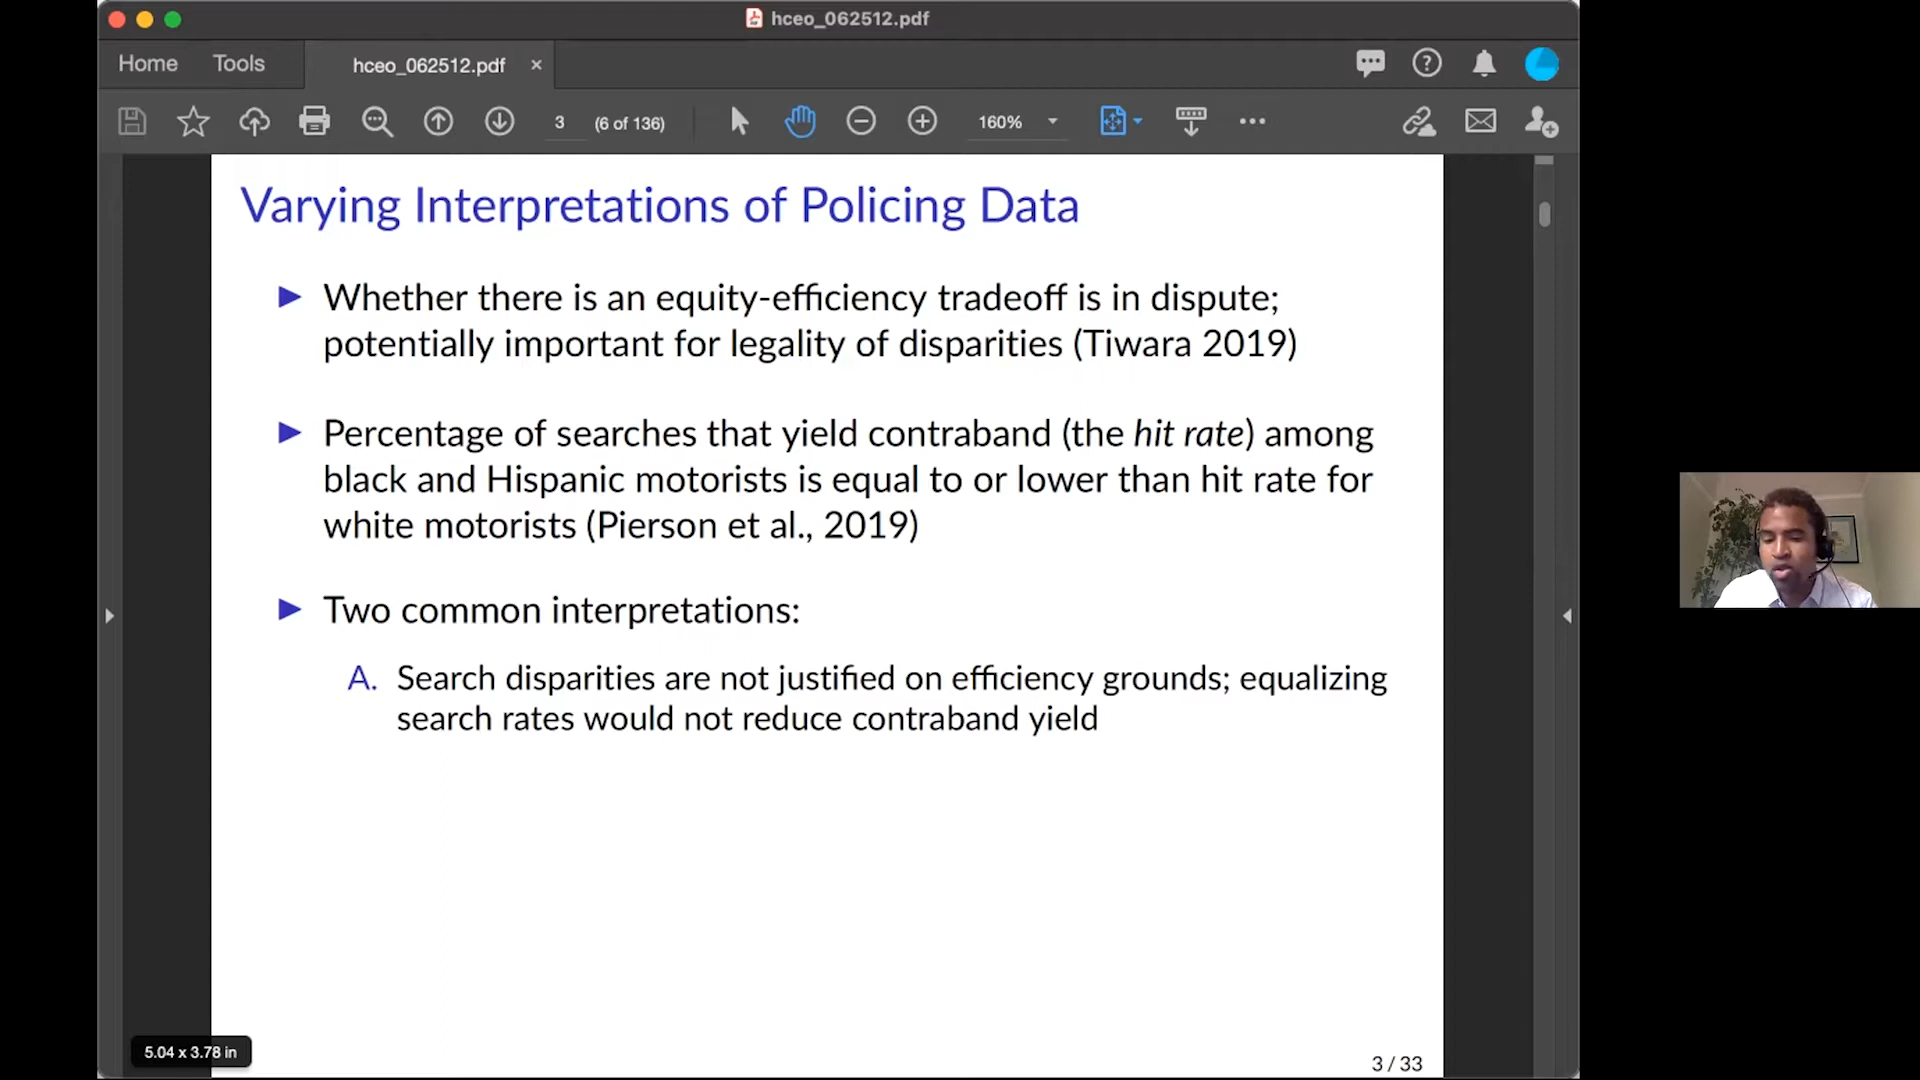 hceo_062512.pdf
Home
Tools
hceo_062512.pdf
3
(6 of 136)
160%
Varying Interpretations of Policing Data
Whether there is an equity-efficiency tradeoff is in dispute;
potentially important for legality of disparities (Tiwara 2019)
Percentage of searches that yield contraband (the hit rate) among
black and Hispanic motorists is equal to or lower than hit rate for
white motorists (Pierson et al., 2019)
Two common interpretations:
A. Search disparities are not justified on efficiency grounds; equalizing
search rates would not reduce contraband yield
5.04 x 3.78 in
3 / 33